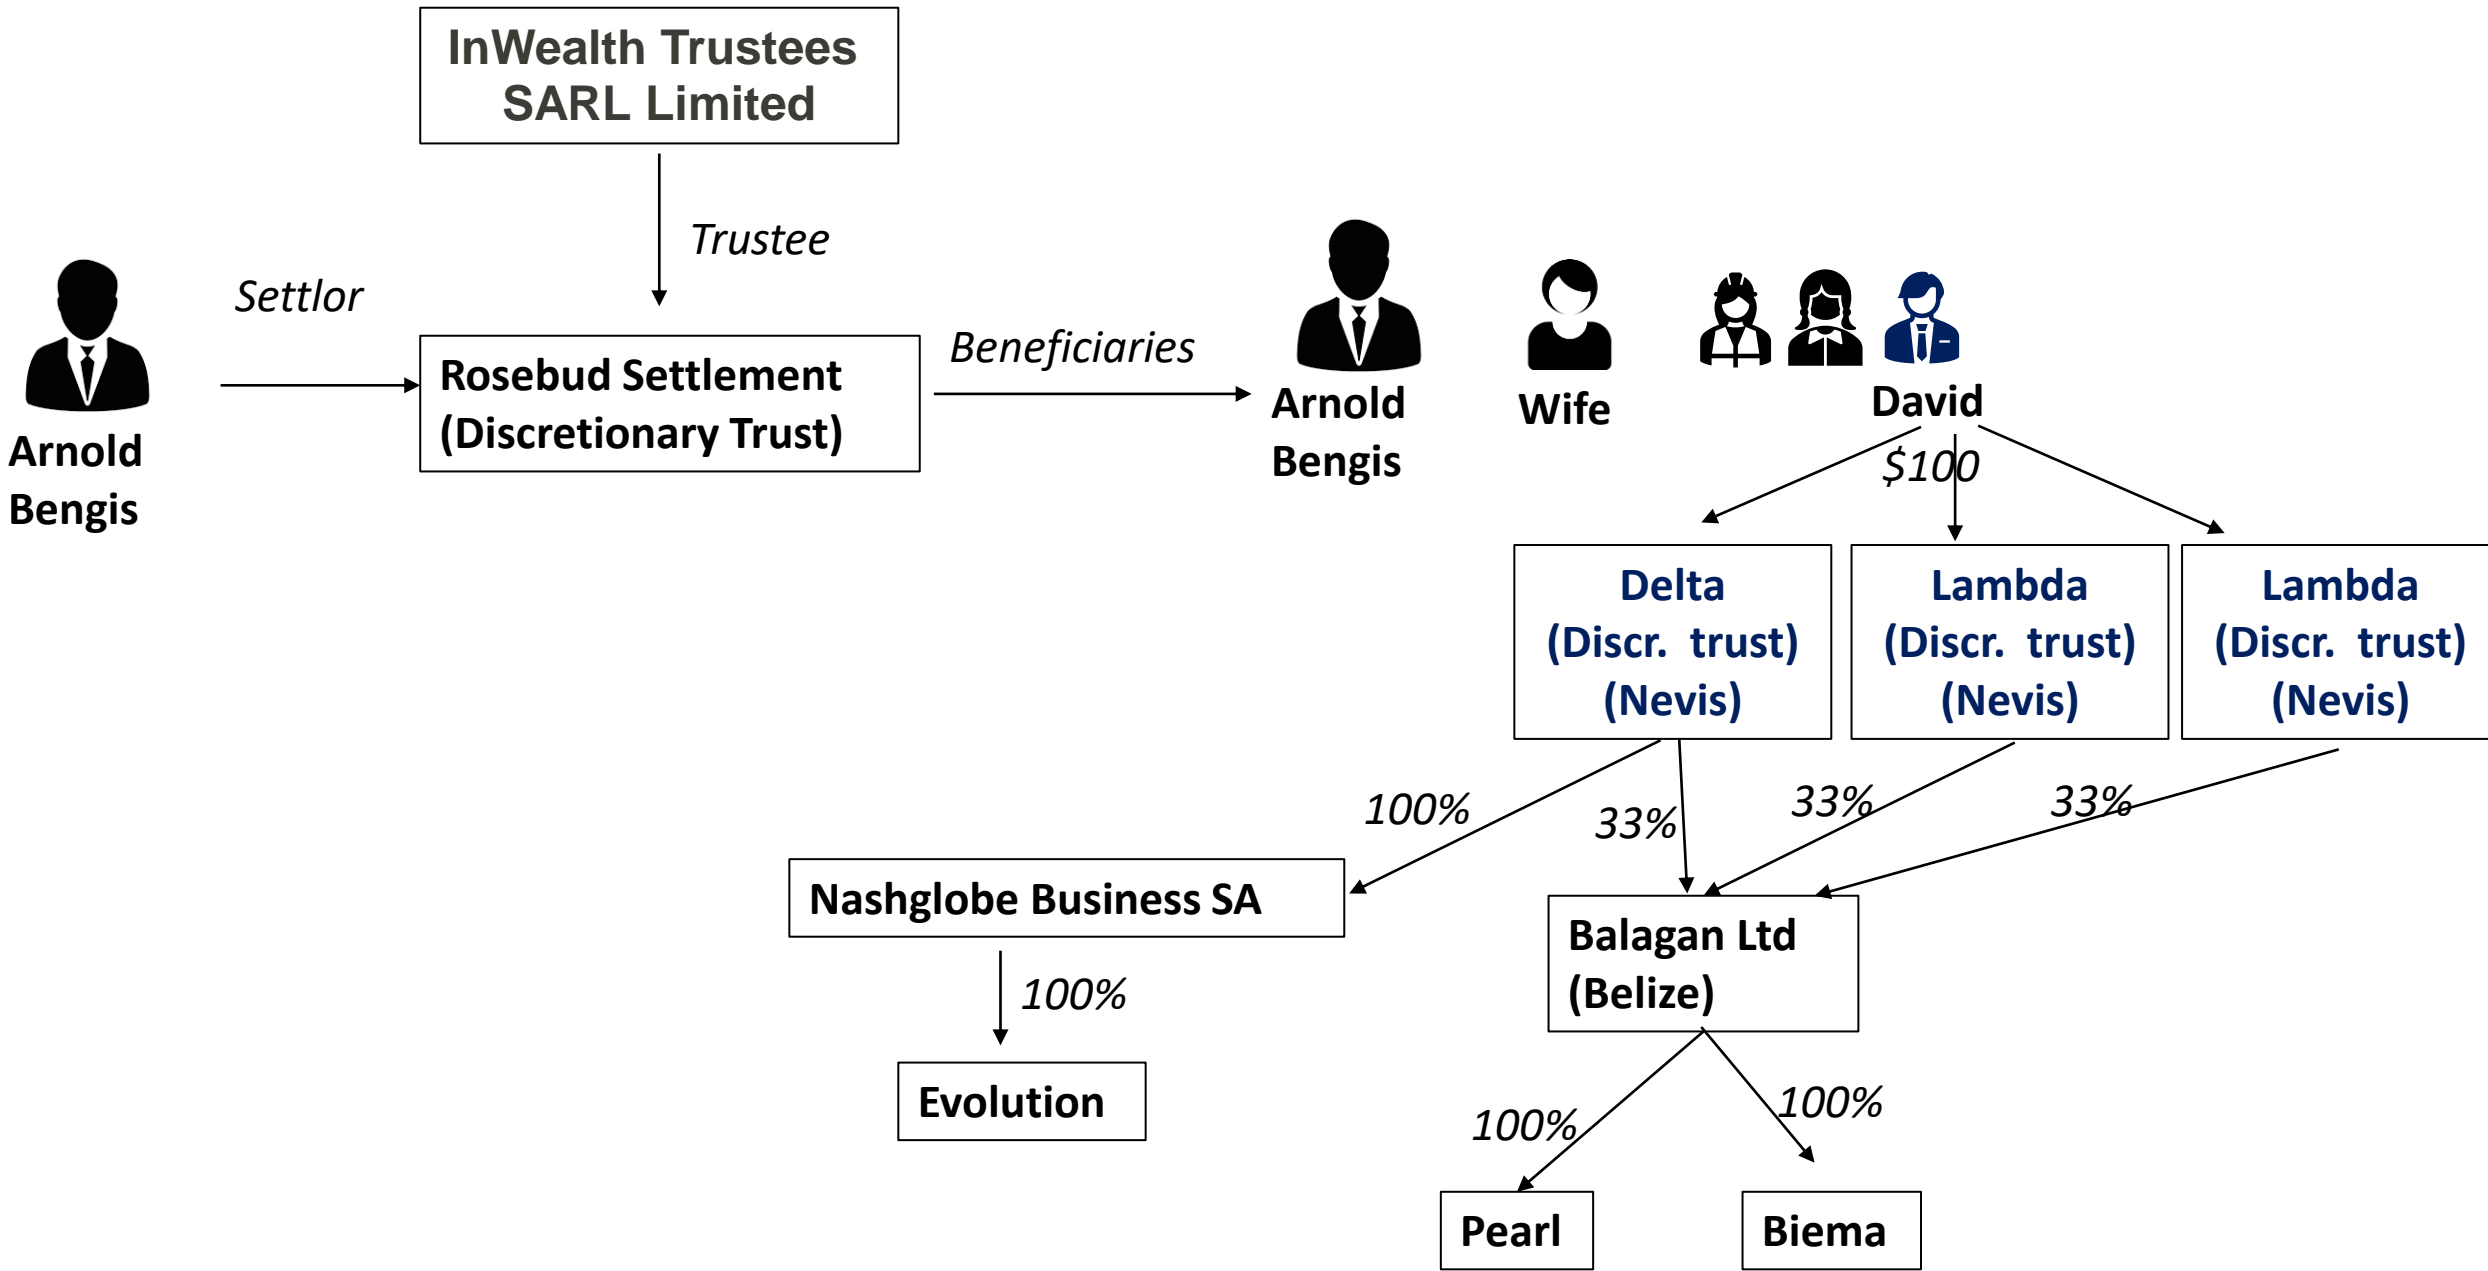 InWealth Trustees
SARL Limited
Trustee
Settlor
Arnold
Bengis
Rosebud Settlement
(Discretionary Trust)
Beneficiaries
Arnold
Bengis
Wife
David
$100
Delta
(Discr. trust)
(Nevis)
Lambda
(Discr. trust)
(Nevis)
Lambda
(Discr. trust)
(Nevis)
100%
33%
33%
33%
Nashglobe Business SA
100%
Evolution
Balagan Ltd
(Belize)
100%
100%
Pearl
Biema